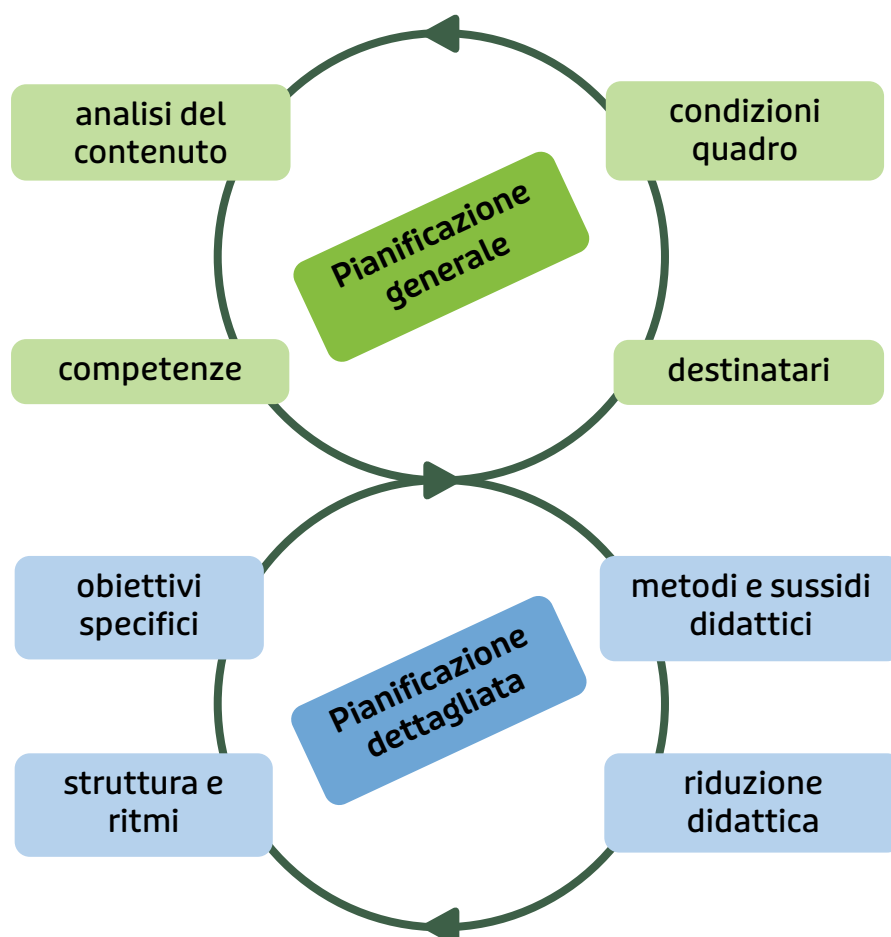 analisi del
contenuto
condizioni
quadro
Pianificazione
generale
competenze
destinatari
obiettivi
specifici
metodi e sussidi
didattici
Pianificazione
dettagliata
struttura e
ritmi
riduzione
didattica